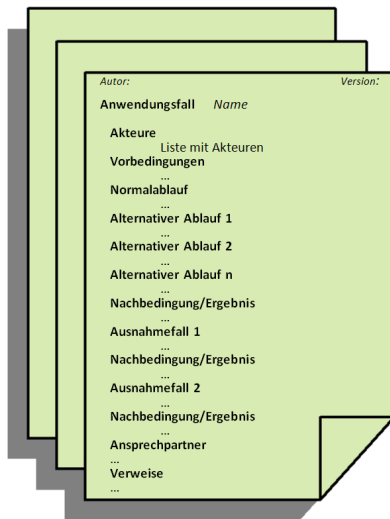 Autor: Version:
Anwendungsfall Name
Akteure
Liste mit Akteuren
Vorbedingungen
...
Normalablauf
...
Alternativer Ablauf 1
...
Alternativer Ablauf 2
...
Alternativer Ablauf n
...
Nachbedingung/Ergebnis
...
Ausnahmefall 1
...
Nachbedingung/Ergebnis
...
Ausnahmefall 2
...
Nachbedingung/Ergebnis
...
Ansprechpartner
...
Verweise
...